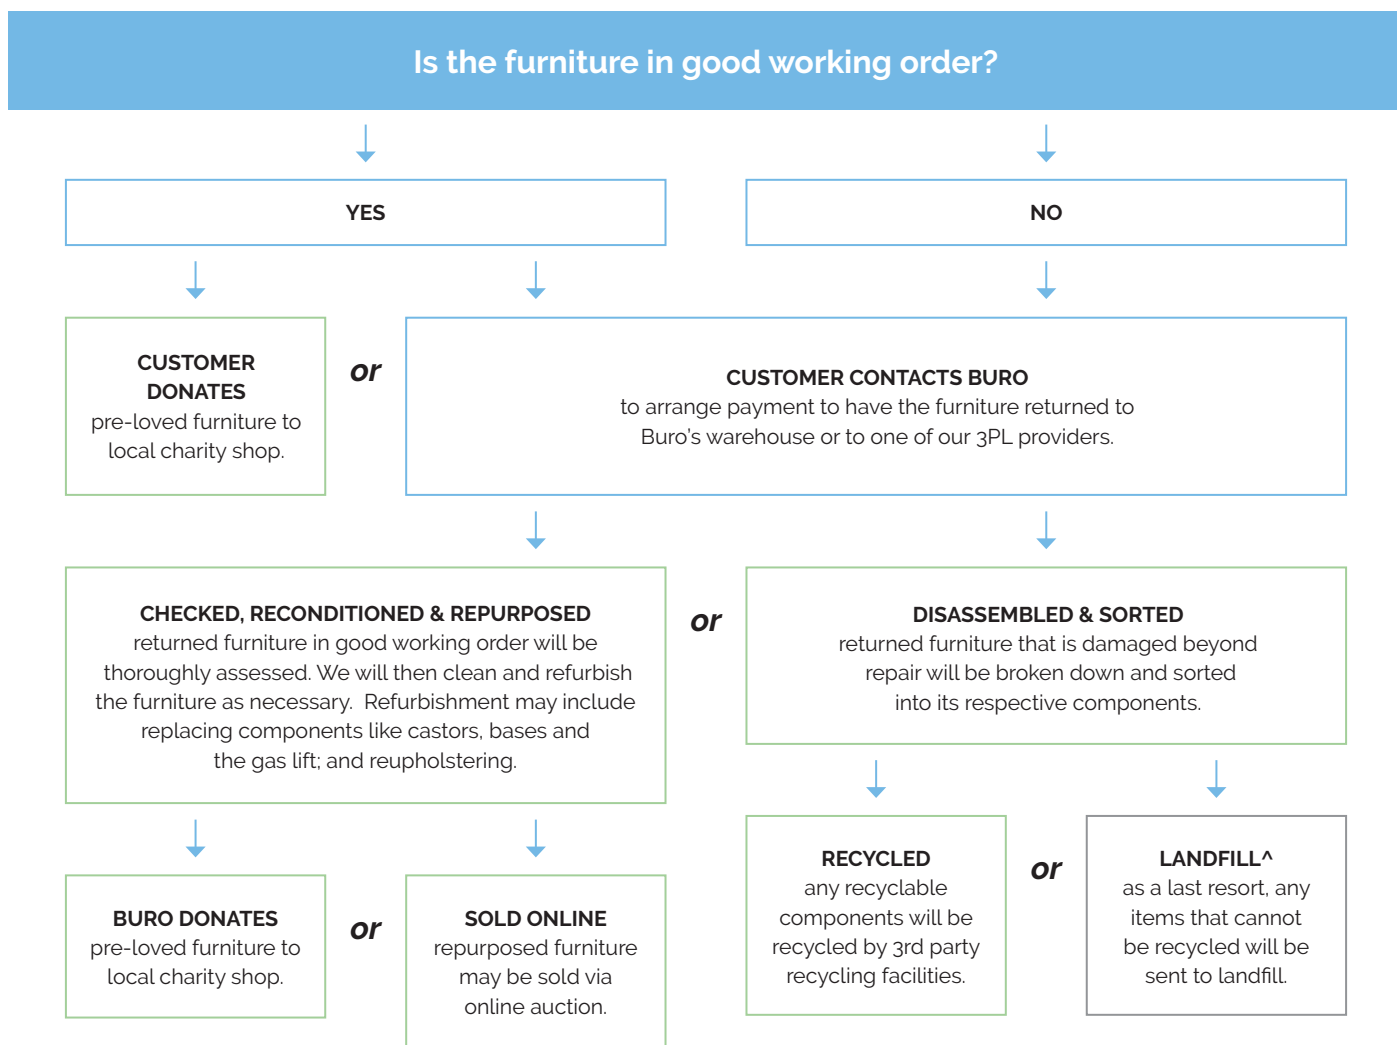 Is the furniture in good working order?
YES
NO
CUSTOMER
DONATES
pre-loved furniture to
local charity shop.
or
CUSTOMER CONTACTS BURO
to arrange payment to have the furniture returned to
Buro's warehouse or to one of our 3PL providers.
CHECKED, RECONDITIONED & REPURPOSED
returned furniture in good working order will be
thoroughly assessed. We will then clean and refurbish
the furniture as necessary.  Refurbishment may include
replacing components like castors, bases and
the gas lift; and reupholstering.
or
DISASSEMBLED & SORTED
returned furniture that is damaged beyond
repair will be broken down and sorted
into its respective components.
BURO DONATES
pre-loved furniture to
local charity shop.
or
SOLD ONLINE
repurposed furniture
may be sold via
online auction.
RECYCLED
any recyclable
components will be
recycled by 3rd party
recycling facilities.
or
LANDFILL^
as a last resort, any
items that cannot
be recycled will be
sent to landfill.